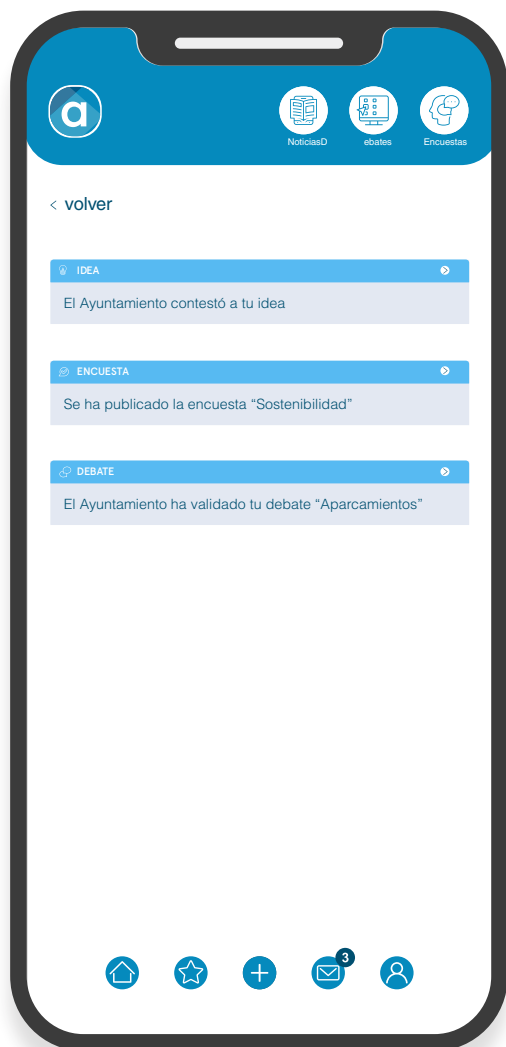 a
NoticiasD ebates Encuestas
< volver
IDEA
El Ayuntamiento contestó a tu idea
ENCUESTA
Se ha publicado la encuesta “Sostenibilidad”
DEBATE
El Ayuntamiento ha validado tu debate “Aparcamientos”
3